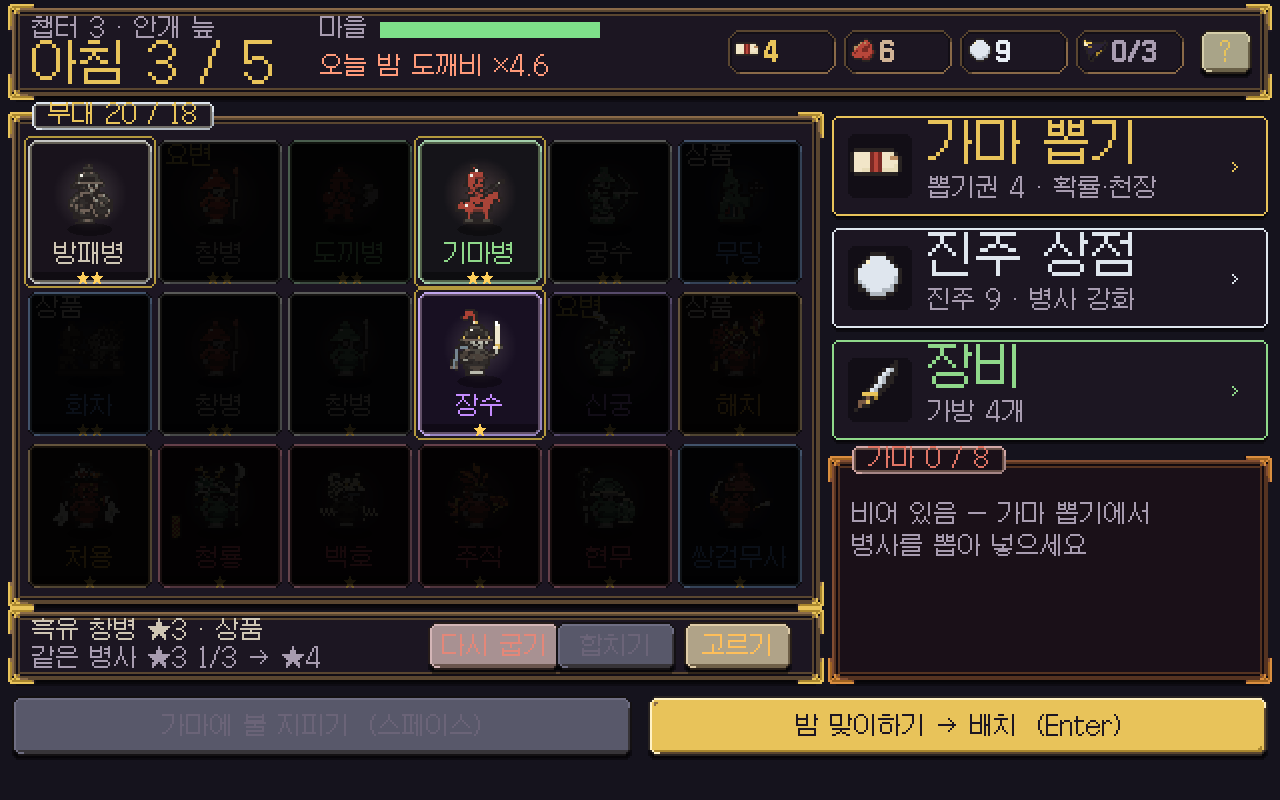 챕터 3 · 안개 늪
아침 3 / 5
마을
오늘 밤 도깨비 ×4.6
4
6
9
0/3
?
부대 20 / 18
방패병
★★
요변
창병
★★
도끼병
★★
기마병
★★
궁수
★★
상품
무당
★★
상품
화차
★★
창병
★★
창병
★
장수
★
요변
신궁
★
상품
해치
★
처용
★
청룡
★
백호
★
주작
★
현무
★
쌍검무사
★
흑유 창병 ★3 · 상품
같은 병사 ★3 1/3 → ★4
다시 굽기
합치기
고르기
가마 뽑기
뽑기권 4 · 확률·천장
›
진주 상점
진주 9 · 병사 강화
›
장비
가방 4개
›
가마 0 / 8
비어 있음 — 가마 뽑기에서
병사를 뽑아 넣으세요
가마에 불 지피기 (스페이스)
밤 맞이하기 → 배치 (Enter)